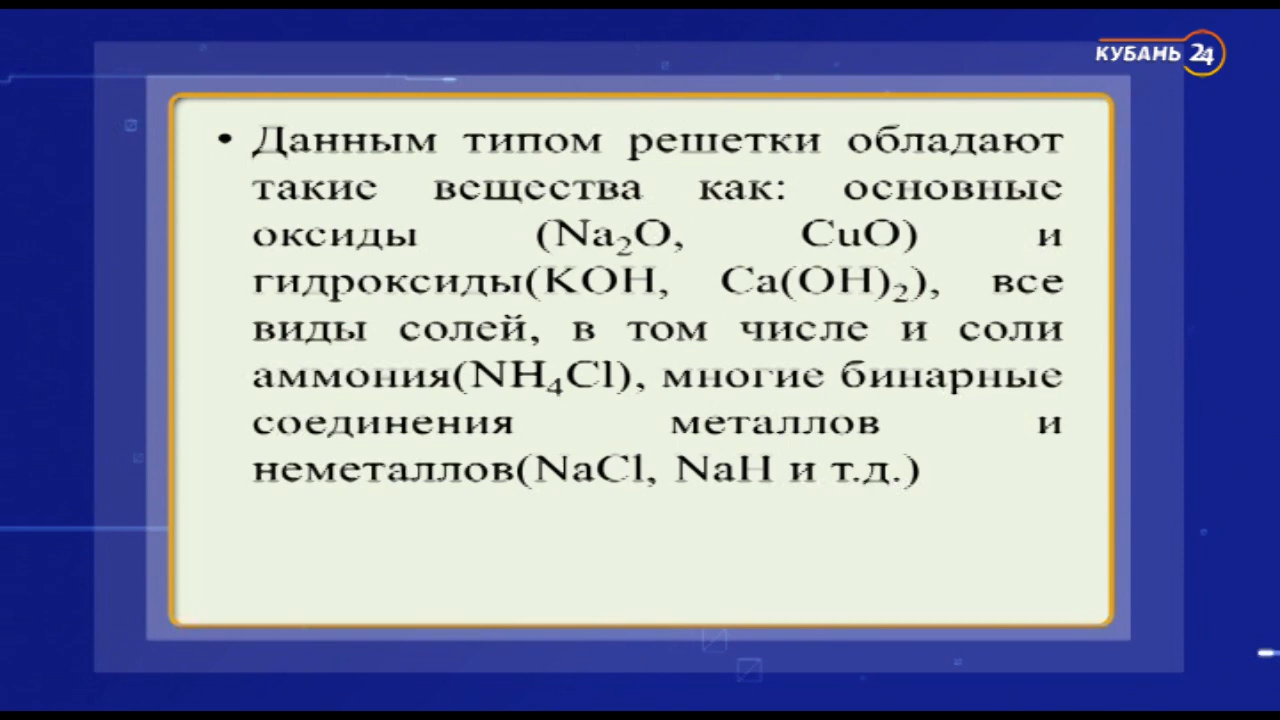 КУБАНЬ 24
• Данным типом решетки обладают
такие вещества как: основные
оксиды (Na₂O, CuO) и
гидроксиды(KOH, Ca(OH)₂), все
виды солей, в том числе и соли
аммония(NH₄Cl), многие бинарные
соединения металлов и
неметаллов(NaCl, NaH и т.д.)